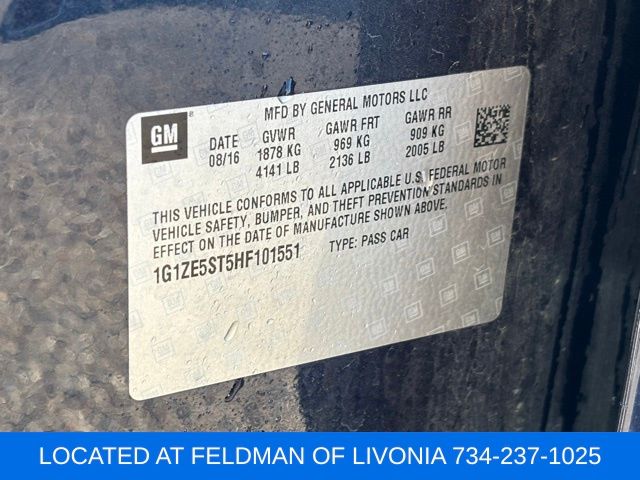 MFD BY GENERAL MOTORS LLC
GM
DATE GVWR GAWR FRT GAWR RR
08/16 1878 KG 969 KG 909 KG
4141 LB 2136 LB 2005 LB
THIS VEHICLE CONFORMS TO ALL APPLICABLE U.S. FEDERAL MOTOR
VEHICLE SAFETY, BUMPER, AND THEFT PREVENTION STANDARDS IN
EFFECT ON THE DATE OF MANUFACTURE SHOWN ABOVE.
1G1ZE5ST5HF101551 TYPE: PASS CAR
LOCATED AT FELDMAN OF LIVONIA 734-237-1025